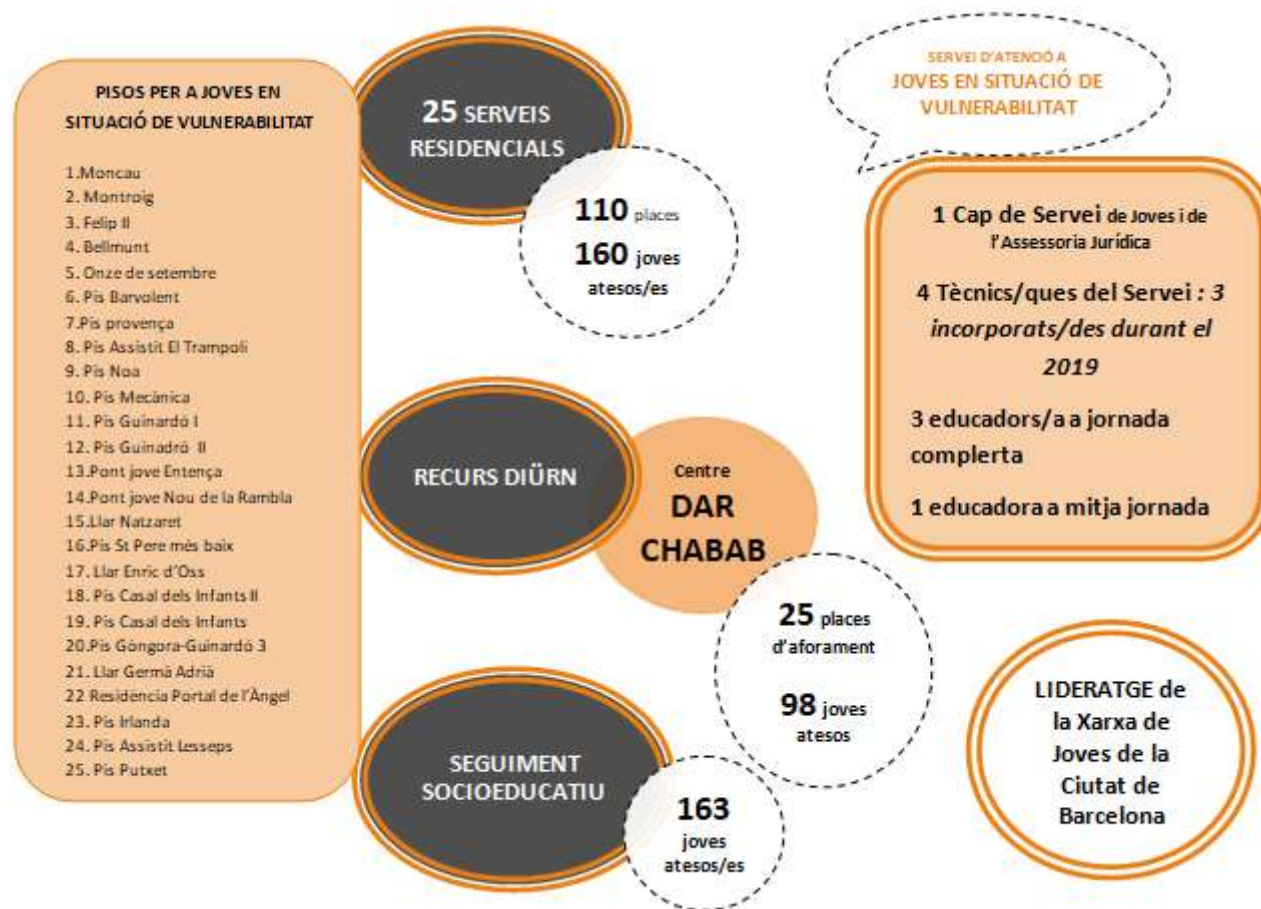 PISOS PER A JOVES EN
SITUACIÓ DE VULNERABILITAT
1.Moncau
2. Montroig
3. Felip II
4. Bellmunt
5. Onze de setembre
6. Pis Barvolent
7.Pis provença
8. Pis Assistit El Trampolí
9. Pis Noa
10. Pis Mecànica
11. Pis Guinardó I
12. Pis Guinadró II
13.Pont jove Entença
14.Pont jove Nou de la Rambla
15.Llar Natzaret
16.Pis St Pere més baix
17. Llar Enric d'Oss
18. Pis Casal dels Infants II
19. Pis Casal dels Infants
20.Pis Góngora-Guinardó 3
21. Llar Germà Adrià
22 Residencia Portal de l'Àngel
23. Pis Irlanda
24. Pis Assistit Lesseps
25. Pis Putxet
25 SERVEIS
RESIDENCIALS
110 places
160 joves
atesos/es
RECURS DIÜRN
Centre
DAR
CHABAB
25 places
d'aforament
98 joves
atesos
SEGUIMENT
SOCIOEDUCATIU
163
joves
atesos/es
SERVEI D'ATENCIÓ A
JOVES EN SITUACIÓ DE
VULNERABILITAT
1 Cap de Servei de Joves i de
l'Assessoria Jurídica
4 Tècnics/ques del Servei : 3
incorporats/des durant el
2019
3 educadors/a a jornada
complerta
1 educadora a mitja jornada
LIDERATGE de
la Xarxa de
Joves de la
Ciutat de
Barcelona